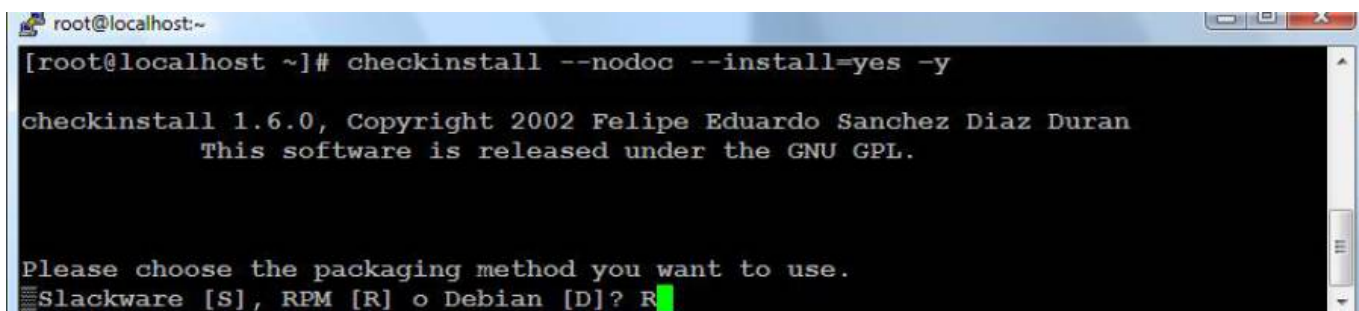 root@localhost:~
[root@localhost ~]# checkinstall --nodoc --install=yes -y
checkinstall 1.6.0, Copyright 2002 Felipe Eduardo Sanchez Diaz Duran
This software is released under the GNU GPL.
Please choose the packaging method you want to use.
Slackware [S], RPM [R] o Debian [D]? R